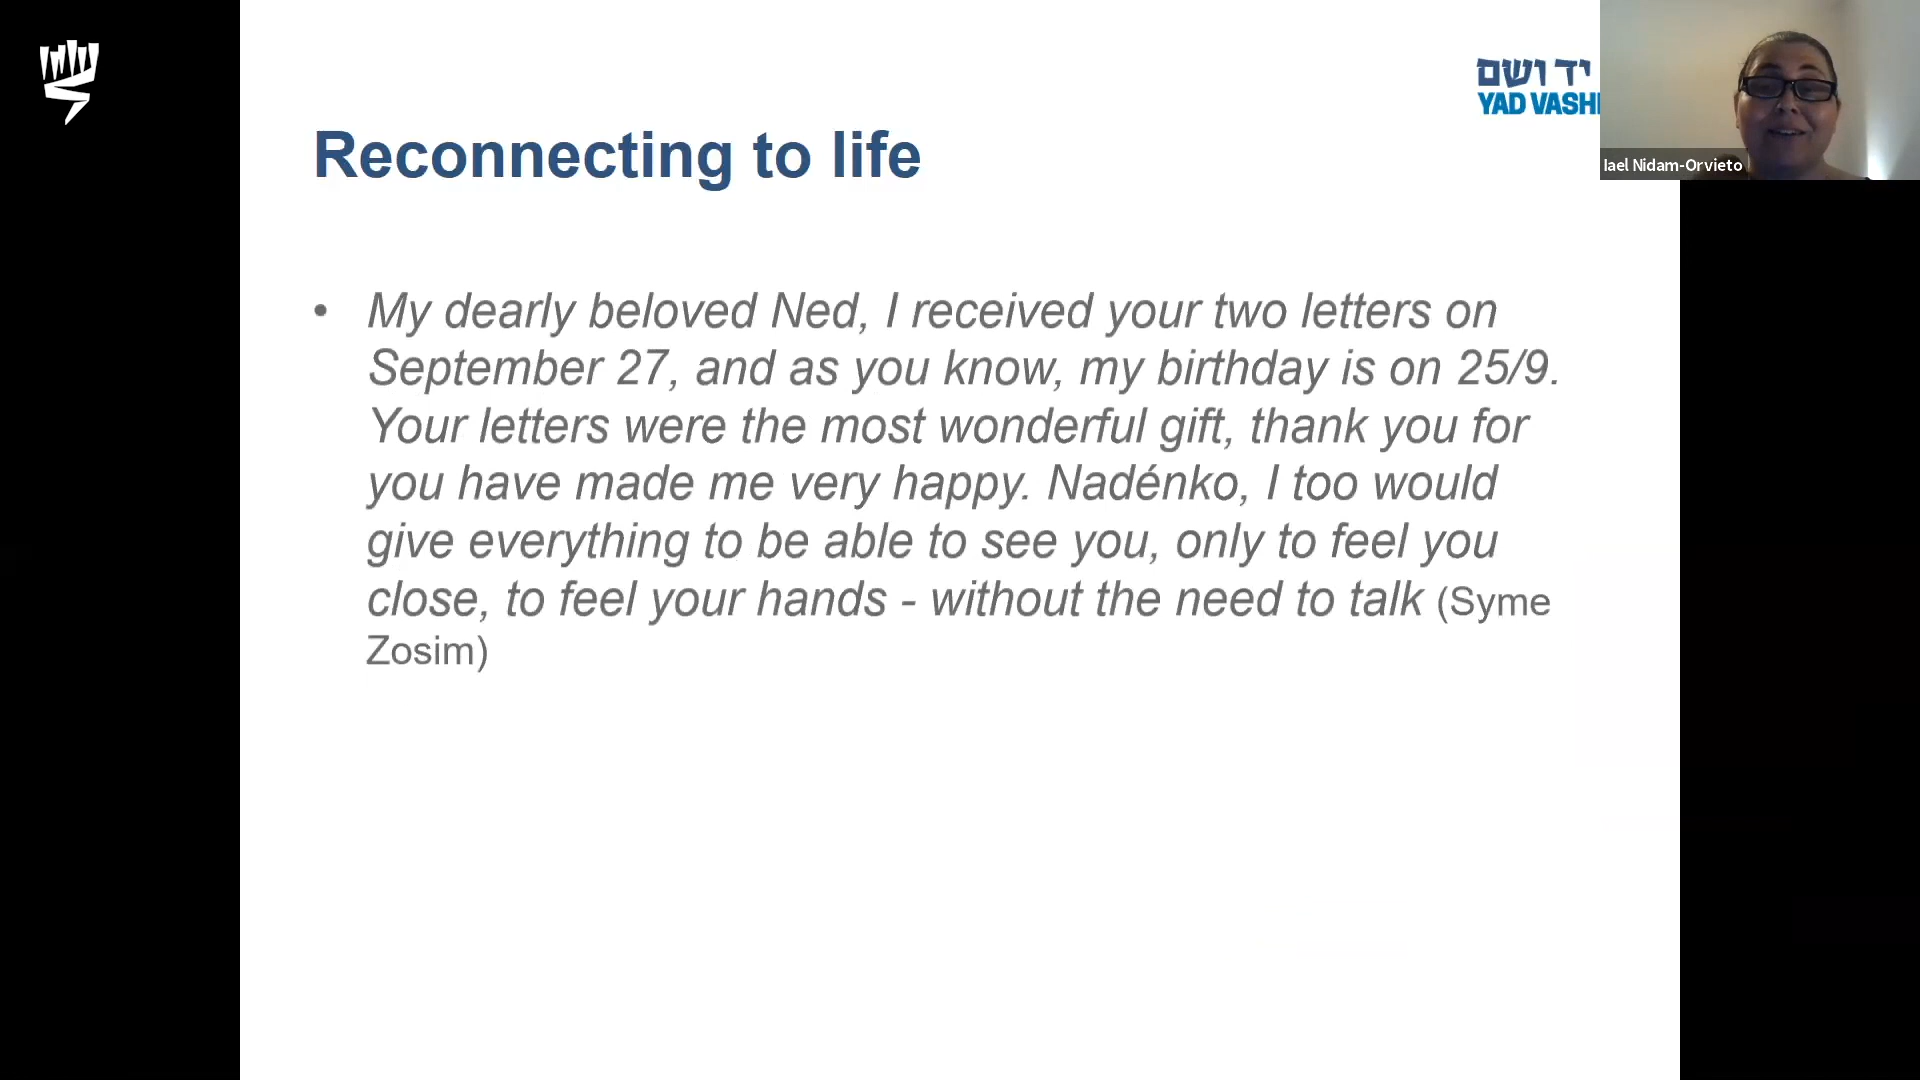 יד ושם
YAD VASH
Iael Nidam-Orvieto
Reconnecting to life
• My dearly beloved Ned, I received your two letters on
September 27, and as you know, my birthday is on 25/9.
Your letters were the most wonderful gift, thank you for
you have made me very happy. Nadénko, I too would
give everything to be able to see you, only to feel you
close, to feel your hands - without the need to talk (Syme
Zosim)